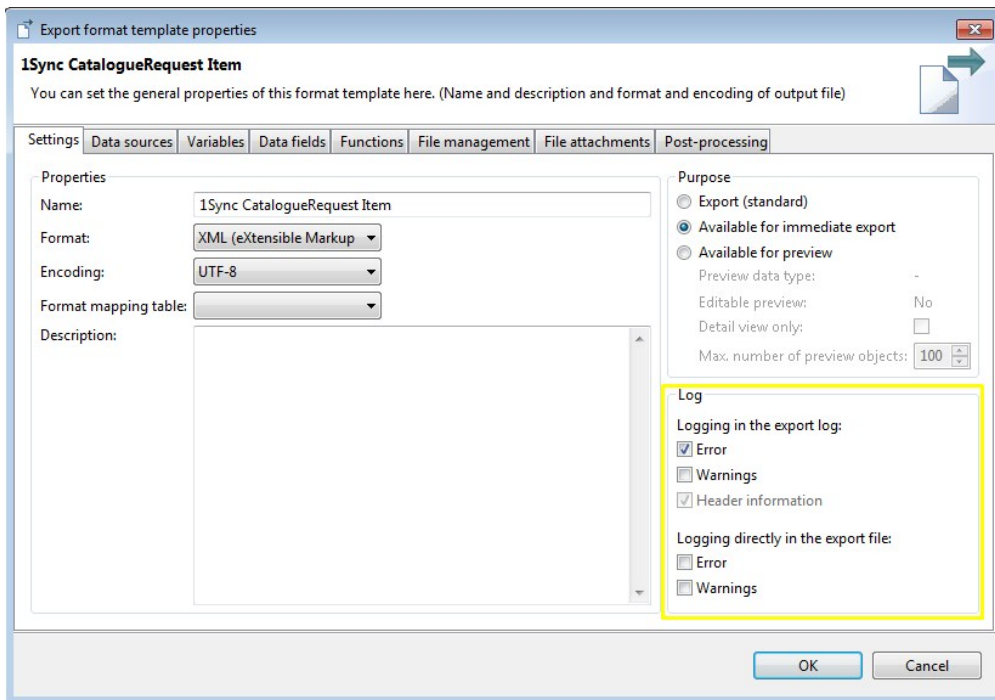 Export format template properties
1Sync CatalogueRequest Item
You can set the general properties of this format template here. (Name and description and format and encoding of output file)
Settings Data sources Variables Data fields Functions File management File attachments Post-processing
Properties
Name: 1Sync CatalogueRequest Item
Format: XML (eXtensible Markup
Encoding: UTF-8
Format mapping table:
Description:
Purpose
Export (standard)
Available for immediate export
Available for preview
Preview data type: -
Editable preview: No
Detail view only:
Max. number of preview objects: 100
Log
Logging in the export log:
Error
Warnings
Header information
Logging directly in the export file:
Error
Warnings
OK Cancel